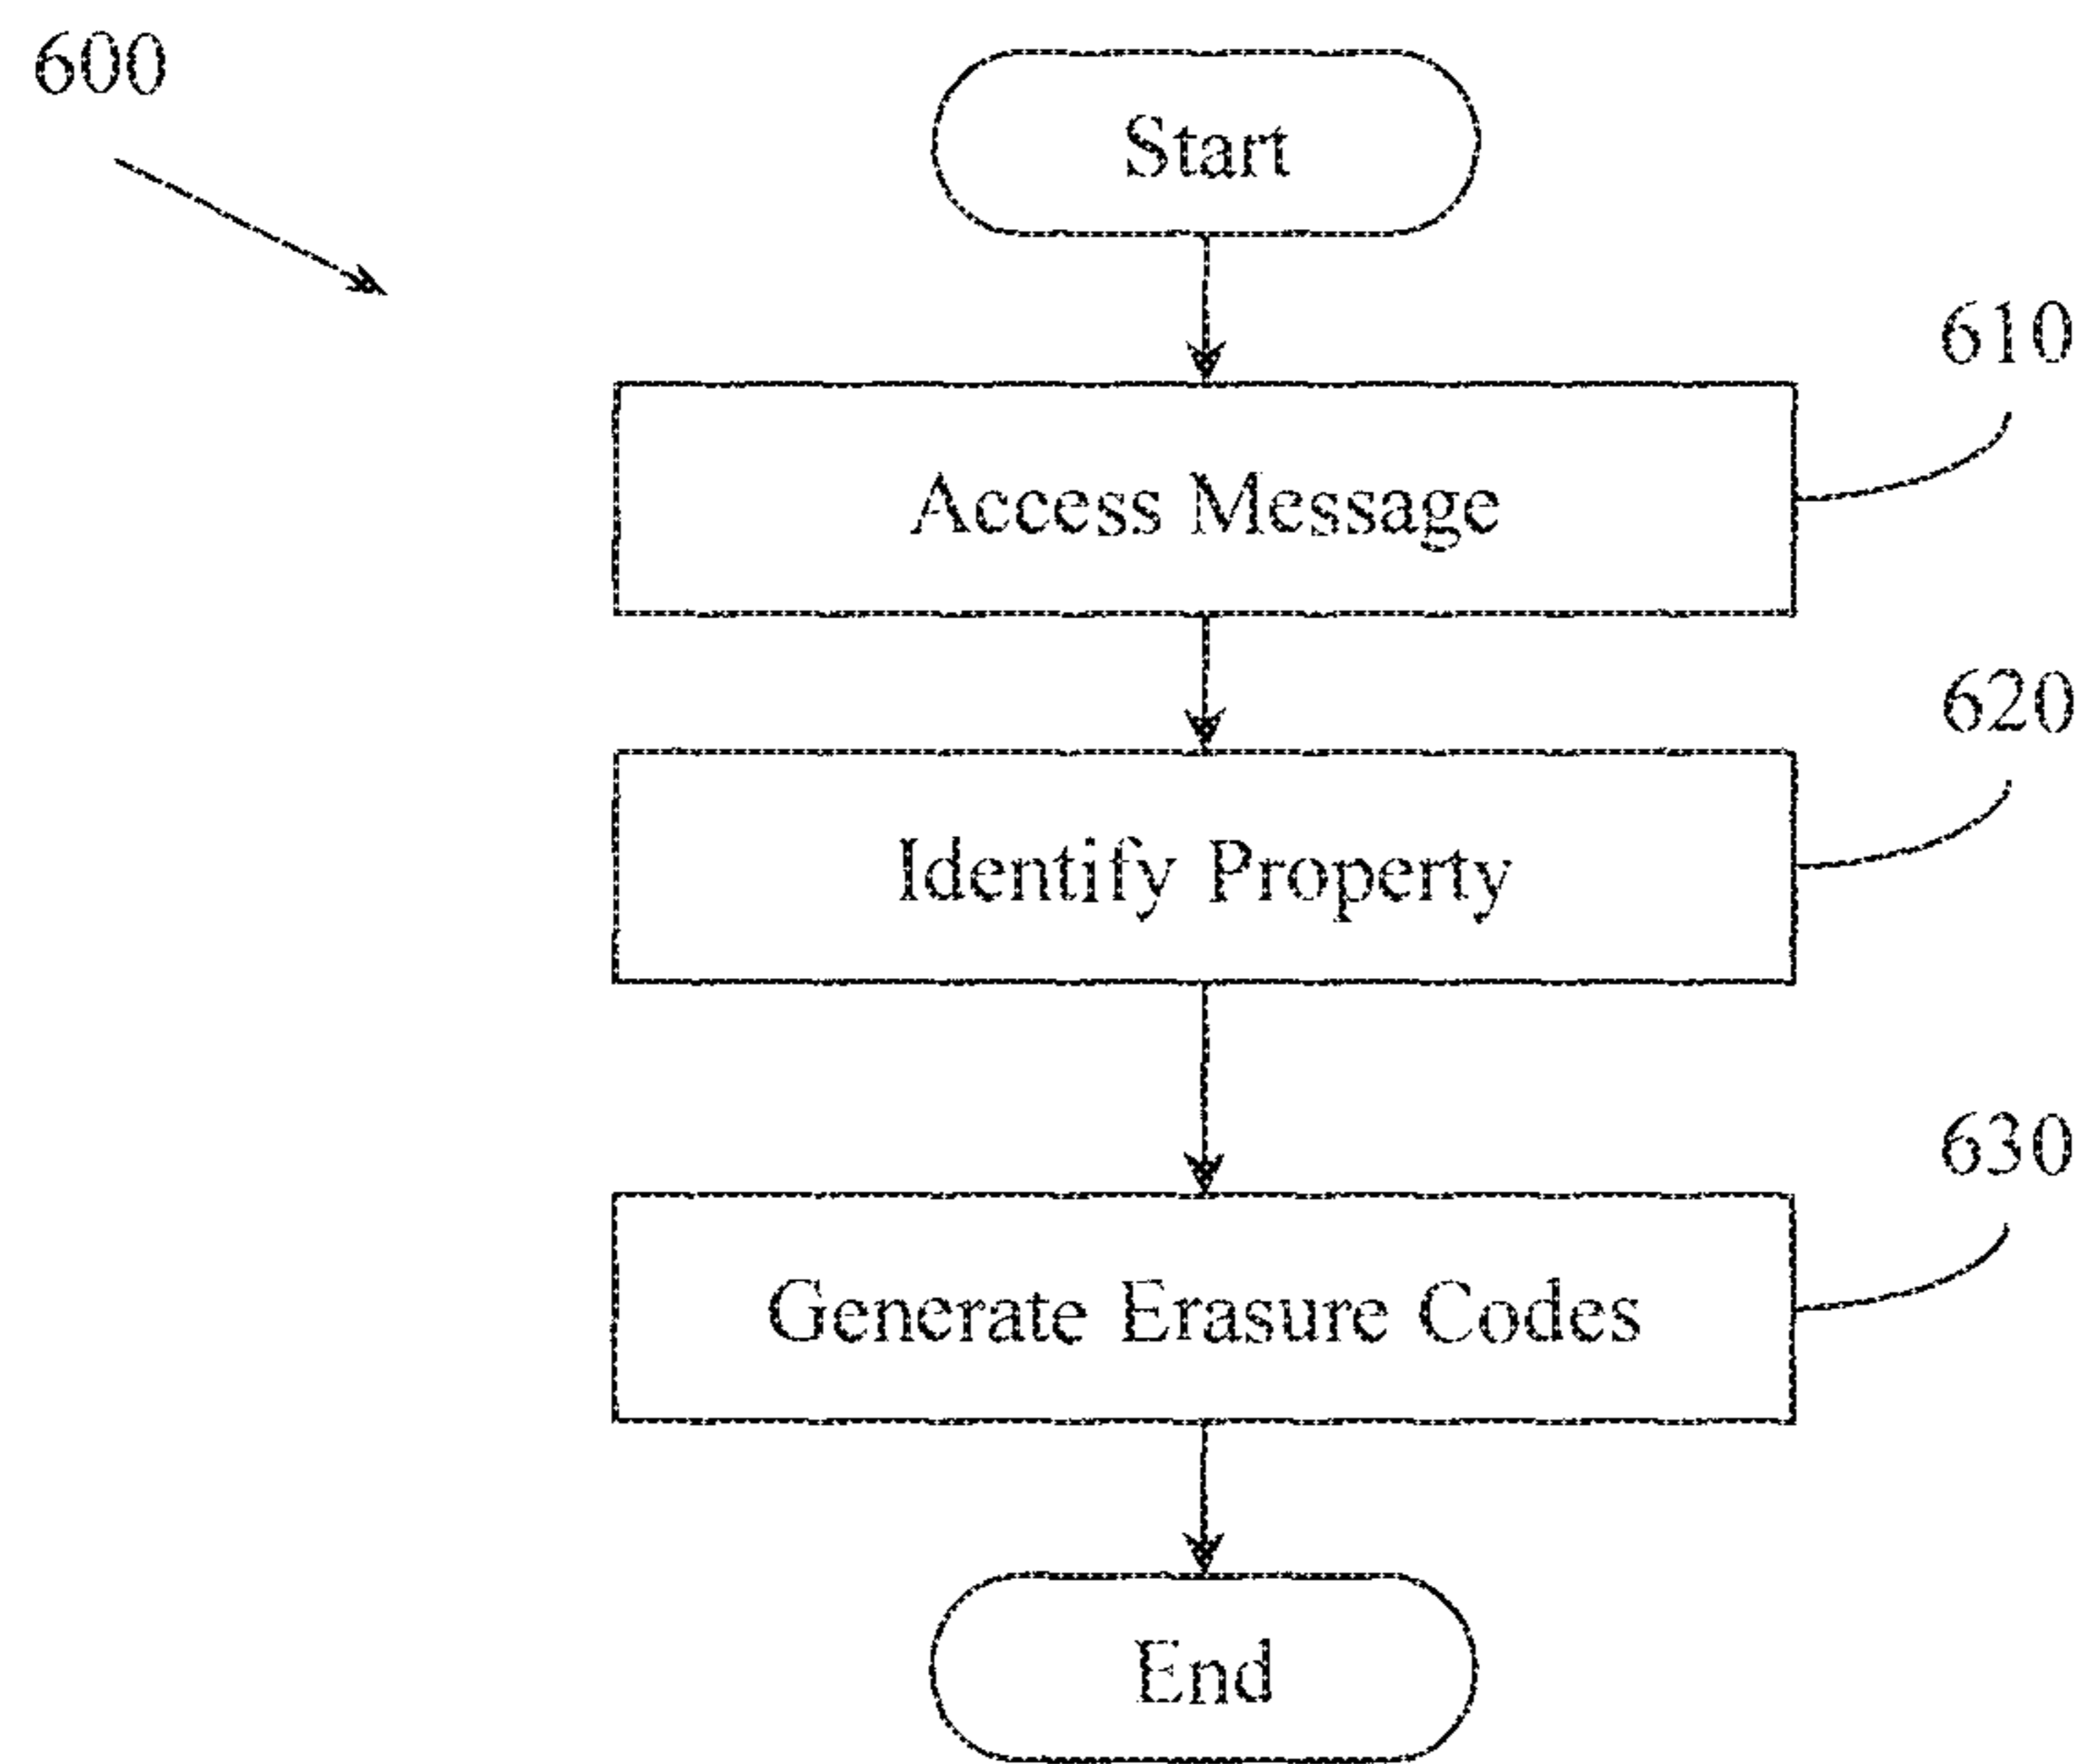 600
Start
610
Access Message
620
Identify Property
630
Generate Erasure Codes
End